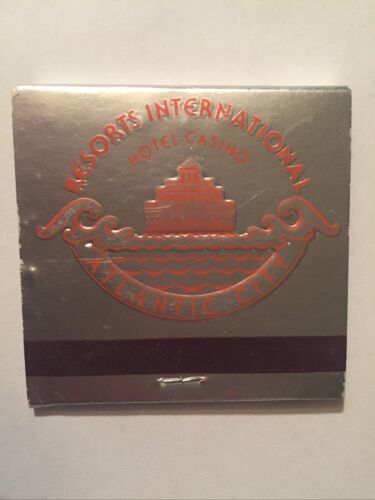 RESORTS INTERNATIONAL
HOTEL CASINO
ATLANTIC CITY